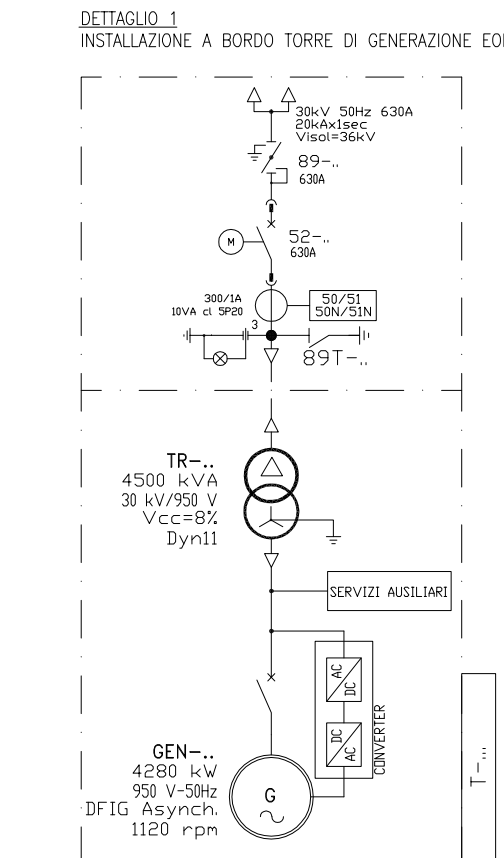 DETTAGLIO 1
INSTALLAZIONE A BORDO TORRE DI GENERAZIONE
30kV 50Hz 630A
20kAx1sec
Visol=36kV
89-..
630A
M
52-..
630A
300/1A
10VA cl 5P20
50/51
50N/51N
3
89T-..
TR-..
4500 kVA
30 kV/950 V
Vcc=8%
Dyn11
SERVIZI AUSILIARI
AC
DC
DC
AC
CONVERTER
GEN-..
4280 kW
950 V-50Hz
DFIG Asynch.
1120 rpm
G
T-...